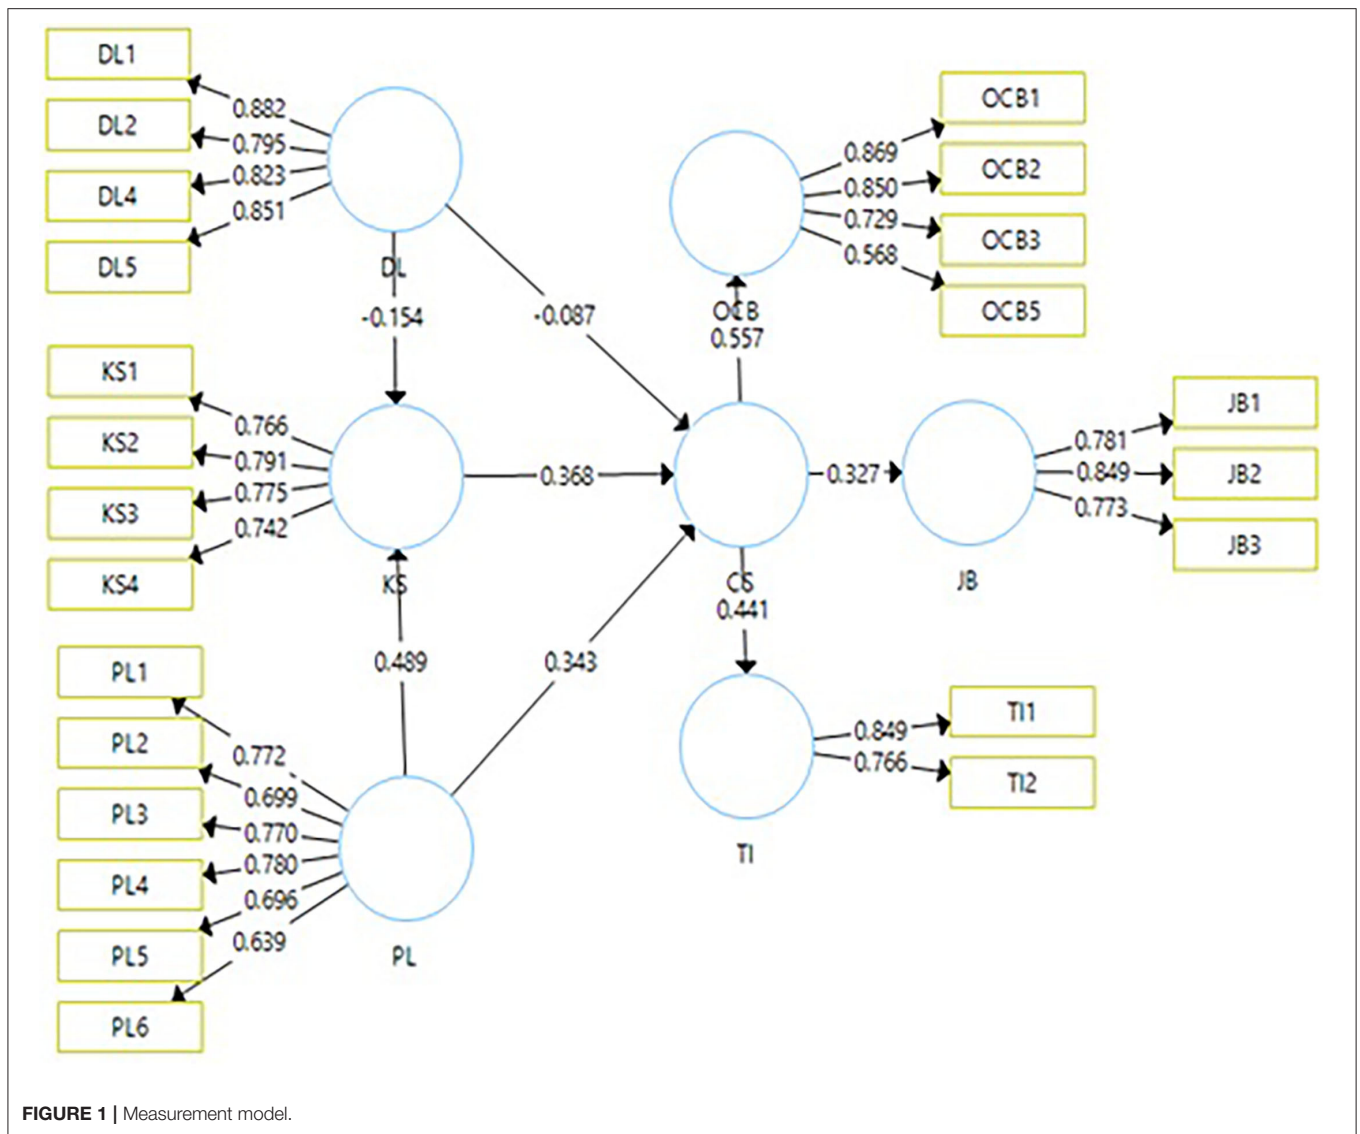 DL1
0.882
DL2
0.795
DL4
0.823
0.851
DL5
DL
-0.154
-0.087
KS1
0.766
KS2
0.791
KS3
0.775
0.742
KS4
KS
0.368
0.489
0.343
PL1
0.772
PL2
0.699
PL3
0.770
PL4
0.780
0.696
PL5
0.639
PL6
PL
OCB1
0.869
OCB2
0.850
0.729
OCB3
0.568
OCB5
OCB
0.557
CS
0.441
0.327
JB1
0.781
JB2
0.849
0.773
JB3
JB
TI1
0.849
0.766
TI2
TI
FIGURE 1 | Measurement model.